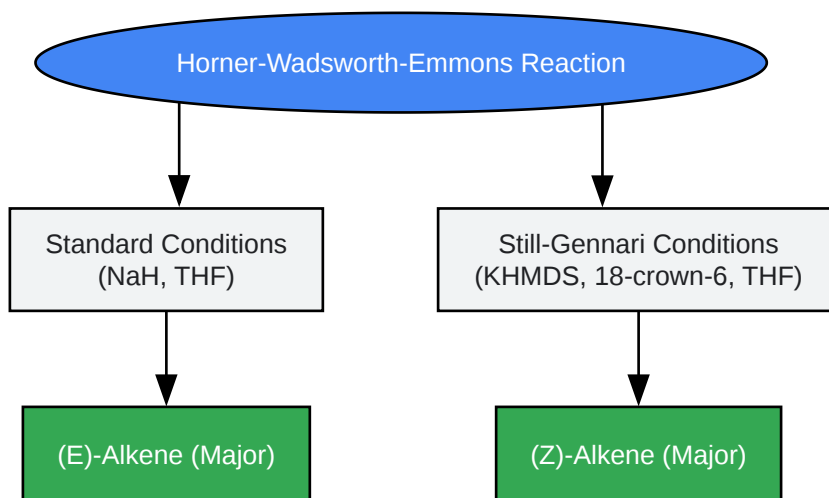 Horner-Wadsworth-Emmons Reaction
Standard Conditions
(NaH, THF)
Still-Gennari Conditions
(KHMDS, 18-crown-6, THF)
(E)-Alkene (Major)
(Z)-Alkene (Major)